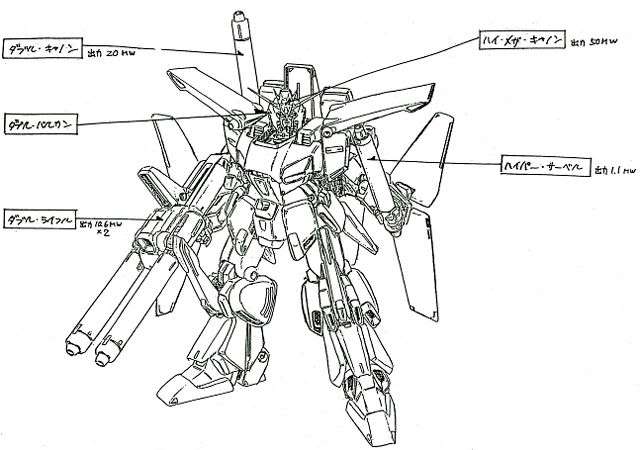 ダブル・キャノン 出力 20 MW
ハイ・メガ・キャノン 出力 50 MW
ダブル・バルカン
ハイパー・サーベル 出力 1.1 MW
ダブル・ライフル 出力 10.6 MW
×2